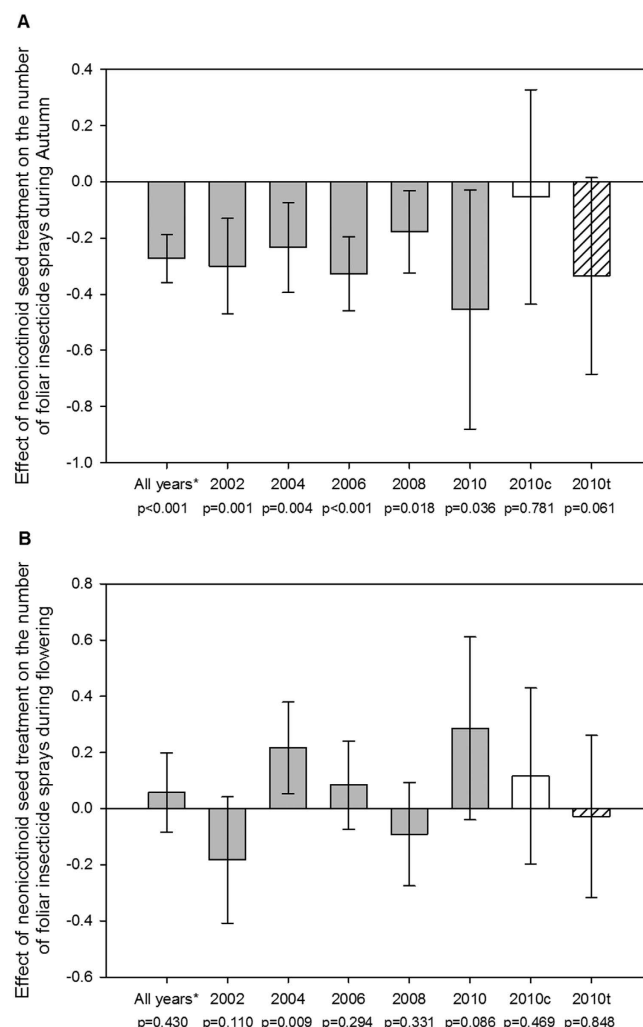 A
Effect of neonicotinoid seed treatment on the number
of foliar insecticide sprays during Autumn
0.4
0.2
0.0
-0.2
-0.4
-0.6
-0.8
-1.0
All years* 2002 2004 2006 2008 2010 2010c 2010t
p<0.001 p=0.001 p=0.004 p<0.001 p=0.018 p=0.036 p=0.781 p=0.061
B
Effect of neonicotinoid seed treatment on the number
of foliar insecticide sprays during flowering
0.8
0.6
0.4
0.2
0.0
-0.2
-0.4
-0.6
All years* 2002 2004 2006 2008 2010 2010c 2010t
p=0.430 p=0.110 p=0.009 p=0.294 p=0.331 p=0.086 p=0.469 p=0.848